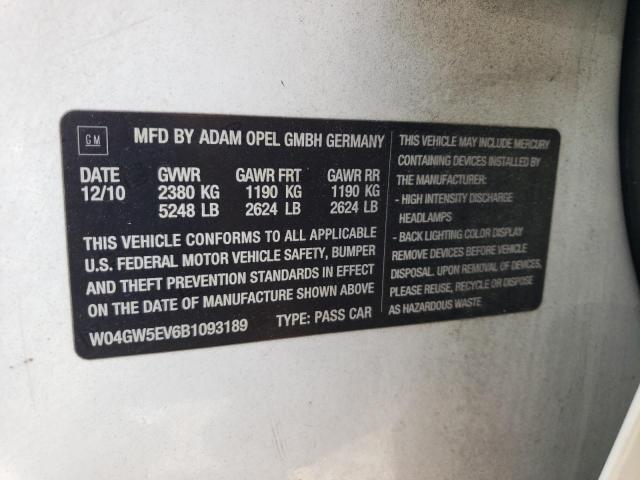 GM
MFD BY ADAM OPEL GMBH GERMANY
DATE GVWR GAWR FRT GAWR RR
12/10 2380 KG 1190 KG 1190 KG
5248 LB 2624 LB 2624 LB
THIS VEHICLE CONFORMS TO ALL APPLICABLE
U.S. FEDERAL MOTOR VEHICLE SAFETY, BUMPER
AND THEFT PREVENTION STANDARDS IN EFFECT
ON THE DATE OF MANUFACTURE SHOWN ABOVE
W04GW5EV6B1093189 TYPE: PASS CAR
THIS VEHICLE MAY INCLUDE MERCURY
CONTAINING DEVICES INSTALLED BY
THE MANUFACTURER:
- HIGH INTENSITY DISCHARGE
HEADLAMPS
- BACK LIGHTING COLOR DISPLAY
REMOVE DEVICES BEFORE VEHICLE
DISPOSAL. UPON REMOVAL OF DEVICES,
PLEASE REUSE, RECYCLE OR DISPOSE
AS HAZARDOUS WASTE